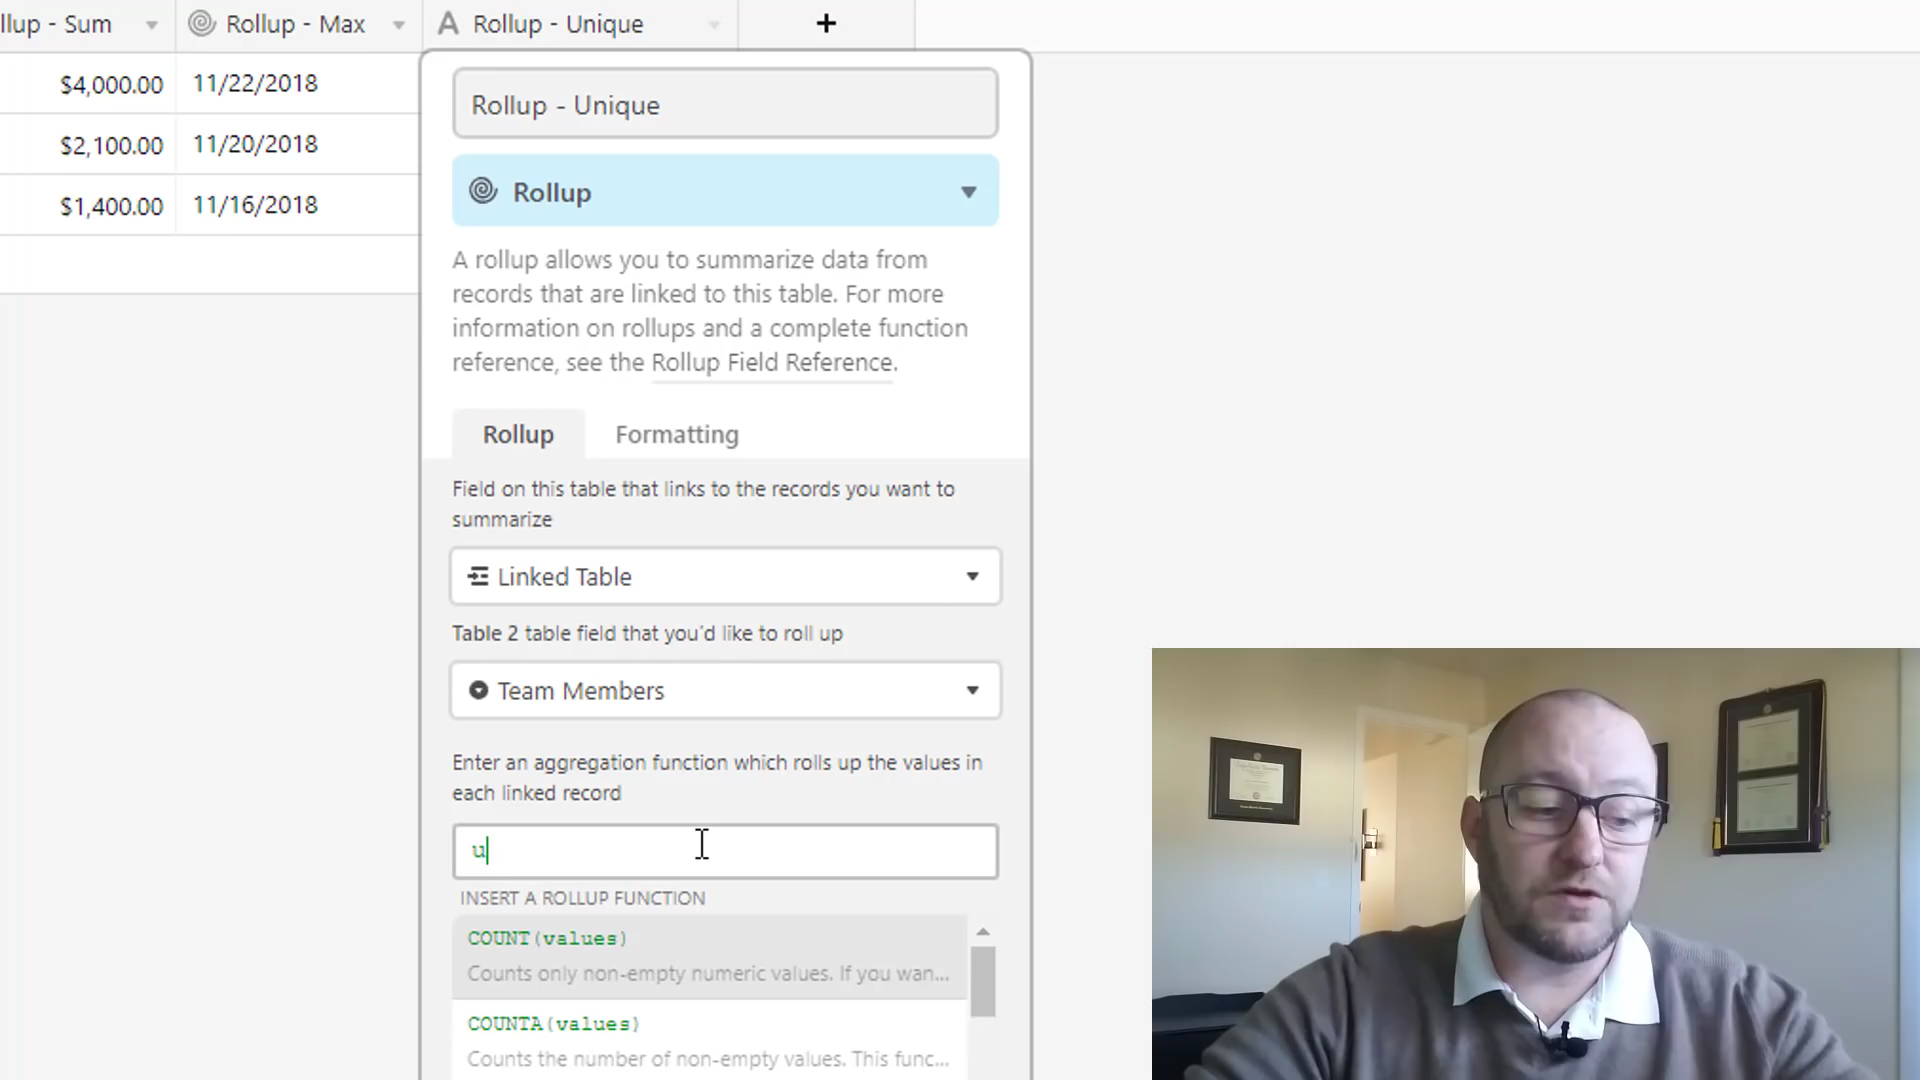 llup - Sum
Rollup - Max
A Rollup - Unique
+
$4,000.00
11/22/2018
$2,100.00
11/20/2018
$1,400.00
11/16/2018
Rollup - Unique
Rollup
A rollup allows you to summarize data from
records that are linked to this table. For more
information on rollups and a complete function
reference, see the Rollup Field Reference.
Rollup
Formatting
Field on this table that links to the records you want to
summarize
Linked Table
Table 2 table field that you'd like to roll up
Team Members
Enter an aggregation function which rolls up the values in
each linked record
u
INSERT A ROLLUP FUNCTION
COUNT(values)
Counts only non-empty numeric values. If you wan...
COUNTA(values)
Counts the number of non-empty values. This func...